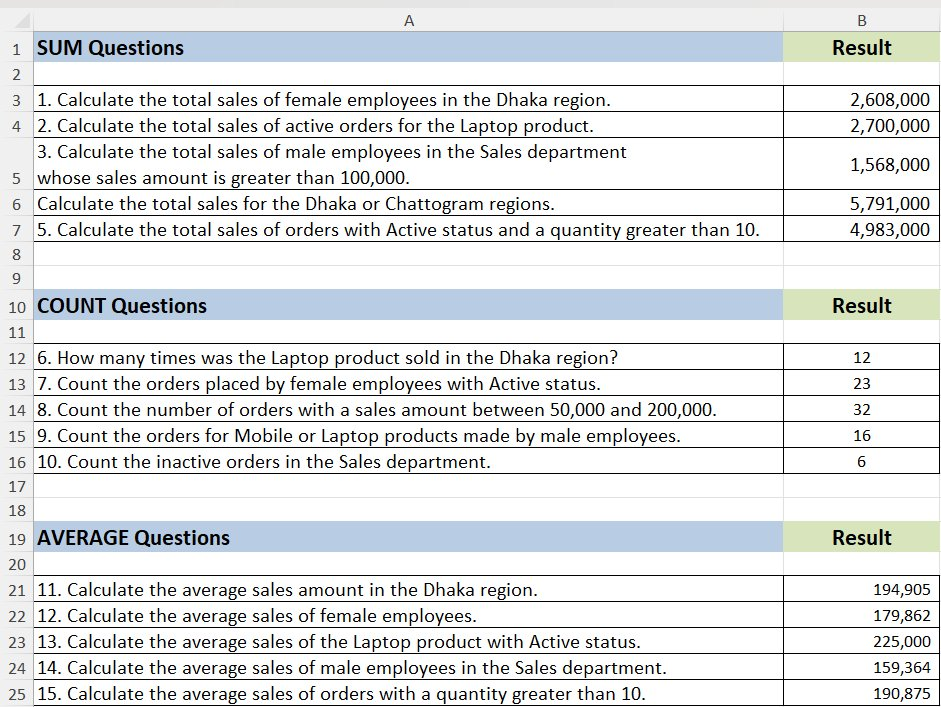 A B
1 SUM Questions Result
2
3 1. Calculate the total sales of female employees in the Dhaka region. 2,608,000
4 2. Calculate the total sales of active orders for the Laptop product. 2,700,000
3. Calculate the total sales of male employees in the Sales department
5 whose sales amount is greater than 100,000. 1,568,000
6 Calculate the total sales for the Dhaka or Chattogram regions. 5,791,000
7 5. Calculate the total sales of orders with Active status and a quantity greater than 10. 4,983,000
8
9
10 COUNT Questions Result
11
12 6. How many times was the Laptop product sold in the Dhaka region? 12
13 7. Count the orders placed by female employees with Active status. 23
14 8. Count the number of orders with a sales amount between 50,000 and 200,000. 32
15 9. Count the orders for Mobile or Laptop products made by male employees. 16
16 10. Count the inactive orders in the Sales department. 6
17
18
19 AVERAGE Questions Result
20
21 11. Calculate the average sales amount in the Dhaka region. 194,905
22 12. Calculate the average sales of female employees. 179,862
23 13. Calculate the average sales of the Laptop product with Active status. 225,000
24 14. Calculate the average sales of male employees in the Sales department. 159,364
25 15. Calculate the average sales of orders with a quantity greater than 10. 190,875